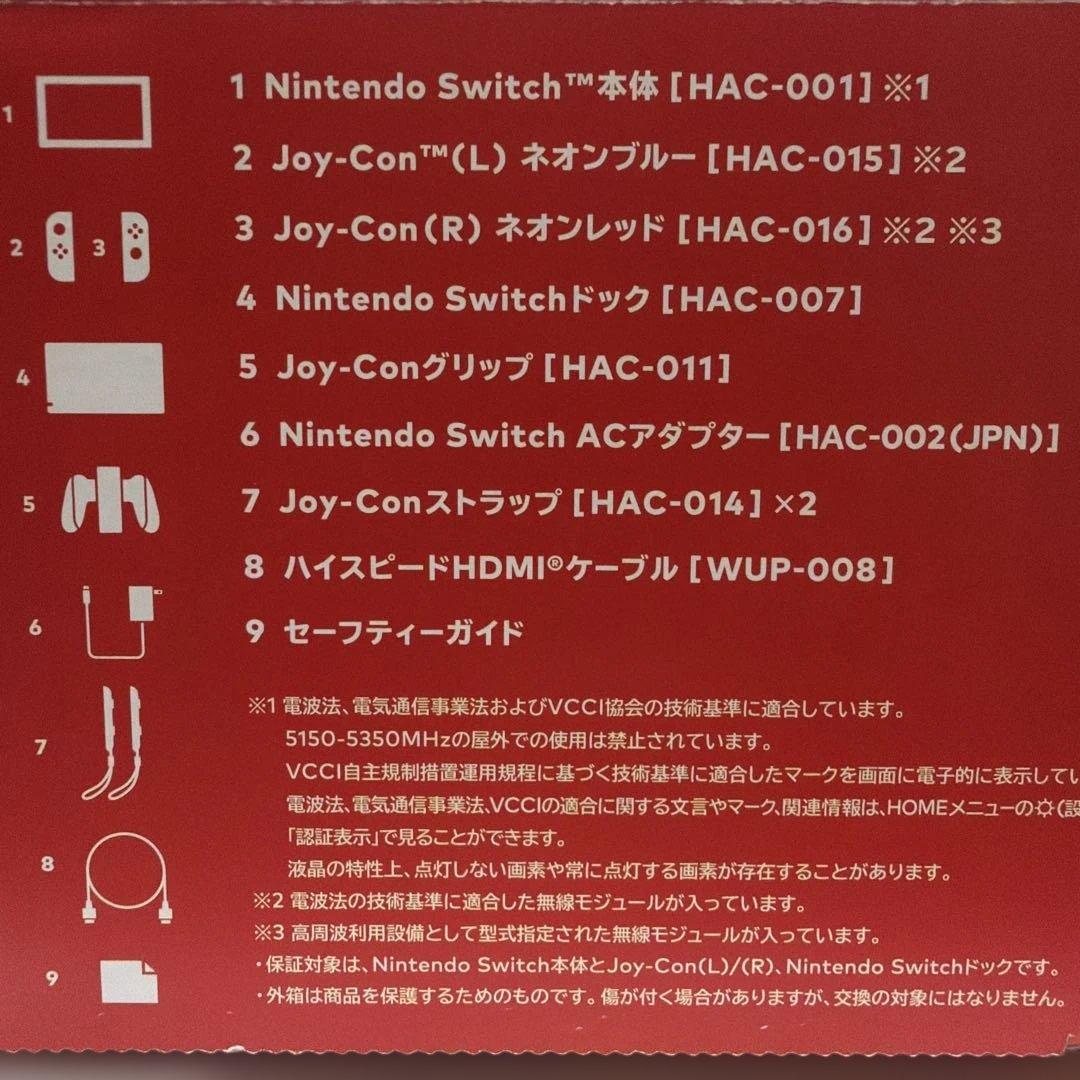 1 Nintendo Switch™本体［HAC-001］※1
2 Joy-Con™(L) ネオンブルー［HAC-015］※2
3 Joy-Con(R) ネオンレッド［HAC-016］※2 ※3
4 Nintendo Switchドック［HAC-007］
5 Joy-Conグリップ［HAC-011］
6 Nintendo Switch ACアダプター［HAC-002(JPN)］
7 Joy-Conストラップ［HAC-014］×2
8 ハイスピードHDMI®ケーブル［WUP-008］
9 セーフティーガイド
※1 電波法、電気通信事業法およびVCCI協会の技術基準に適合しています。
5150-5350MHzの屋外での使用は禁止されています。
VCCI自主規制措置運用規程に基づく技術基準に適合したマークを画面に電子的に表示してい
電波法、電気通信事業法、VCCIの適合に関する文言やマーク、関連情報は、HOMEメニューの(設
「認証表示」で見ることができます。
液晶の特性上、点灯しない画素や常に点灯する画素が存在することがあります。
※2 電波法の技術基準に適合した無線モジュールが入っています。
※3 高周波利用設備として型式指定された無線モジュールが入っています。
・保証対象は、Nintendo Switch本体とJoy-Con(L)/(R)、Nintendo Switchドックです。
・外箱は商品を保護するためのものです。傷が付く場合がありますが、交換の対象にはなりません。
1
2
3
4
5
6
7
8
9